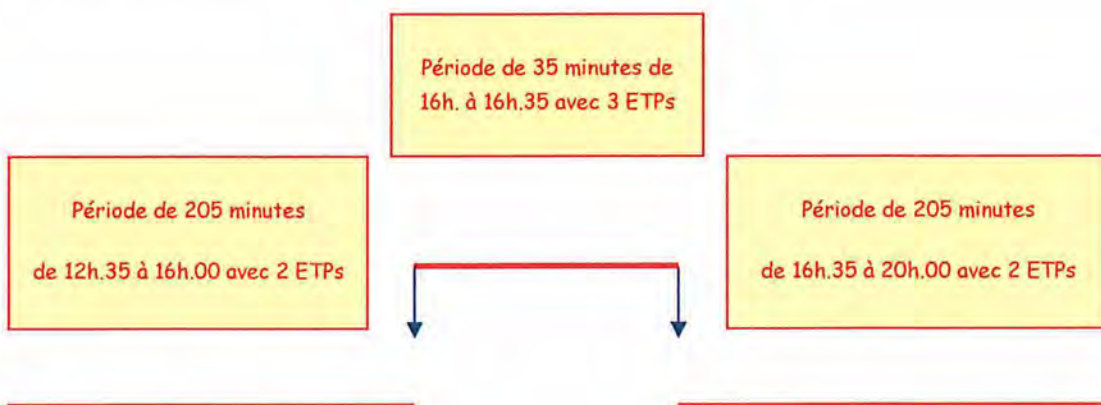 Période de 35 minutes de
16h. à 16h.35 avec 3 ETPs
Période de 205 minutes
de 12h.35 à 16h.00 avec 2 ETPs
Période de 205 minutes
de 16h.35 à 20h.00 avec 2 ETPs